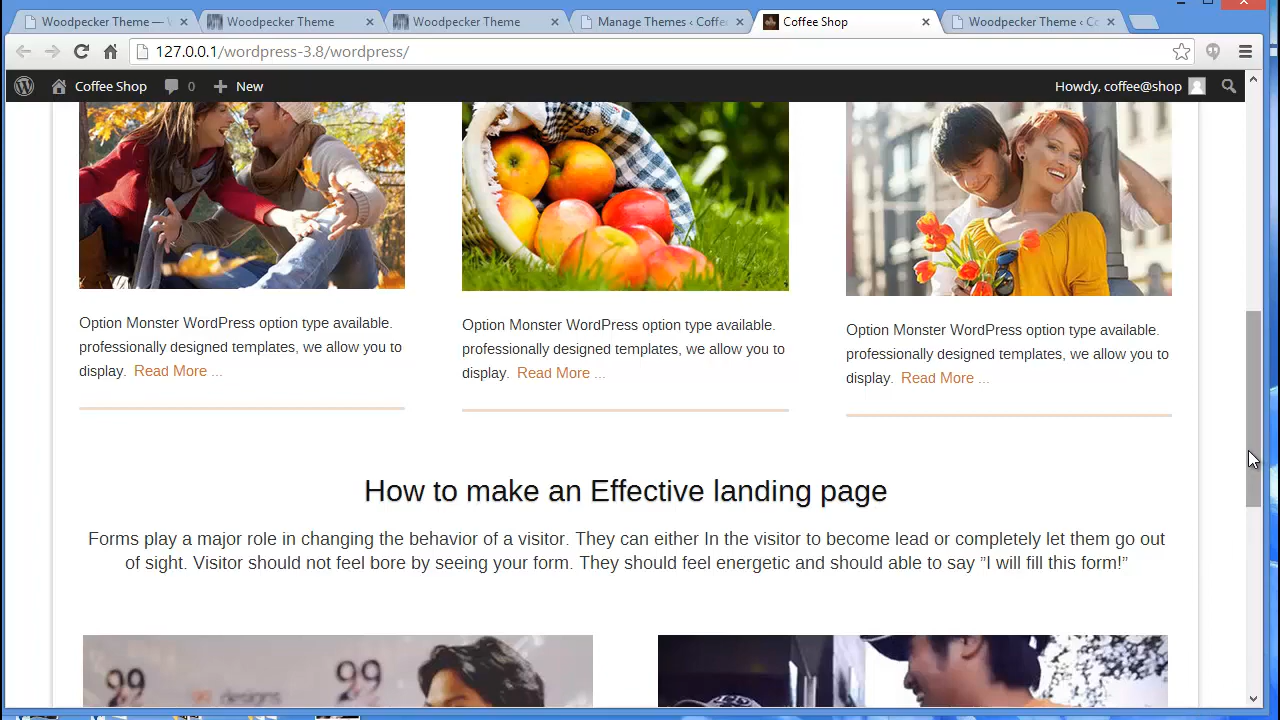 Woodpecker Theme — W
Woodpecker Theme
Woodpecker Theme
Manage Themes ‹ Coffe
Coffee Shop
Woodpecker Theme ‹ Co
127.0.0.1/wordpress-3.8/wordpress/
Coffee Shop
0
New
Howdy, coffee@shop
Option Monster WordPress option type available.
professionally designed templates, we allow you to
display. Read More ...
Option Monster WordPress option type available.
professionally designed templates, we allow you to
display. Read More ...
Option Monster WordPress option type available.
professionally designed templates, we allow you to
display. Read More ...
How to make an Effective landing page
Forms play a major role in changing the behavior of a visitor. They can either In the visitor to become lead or completely let them go out
of sight. Visitor should not feel bore by seeing your form. They should feel energetic and should able to say ”I will fill this form!”
99
99 designs
99